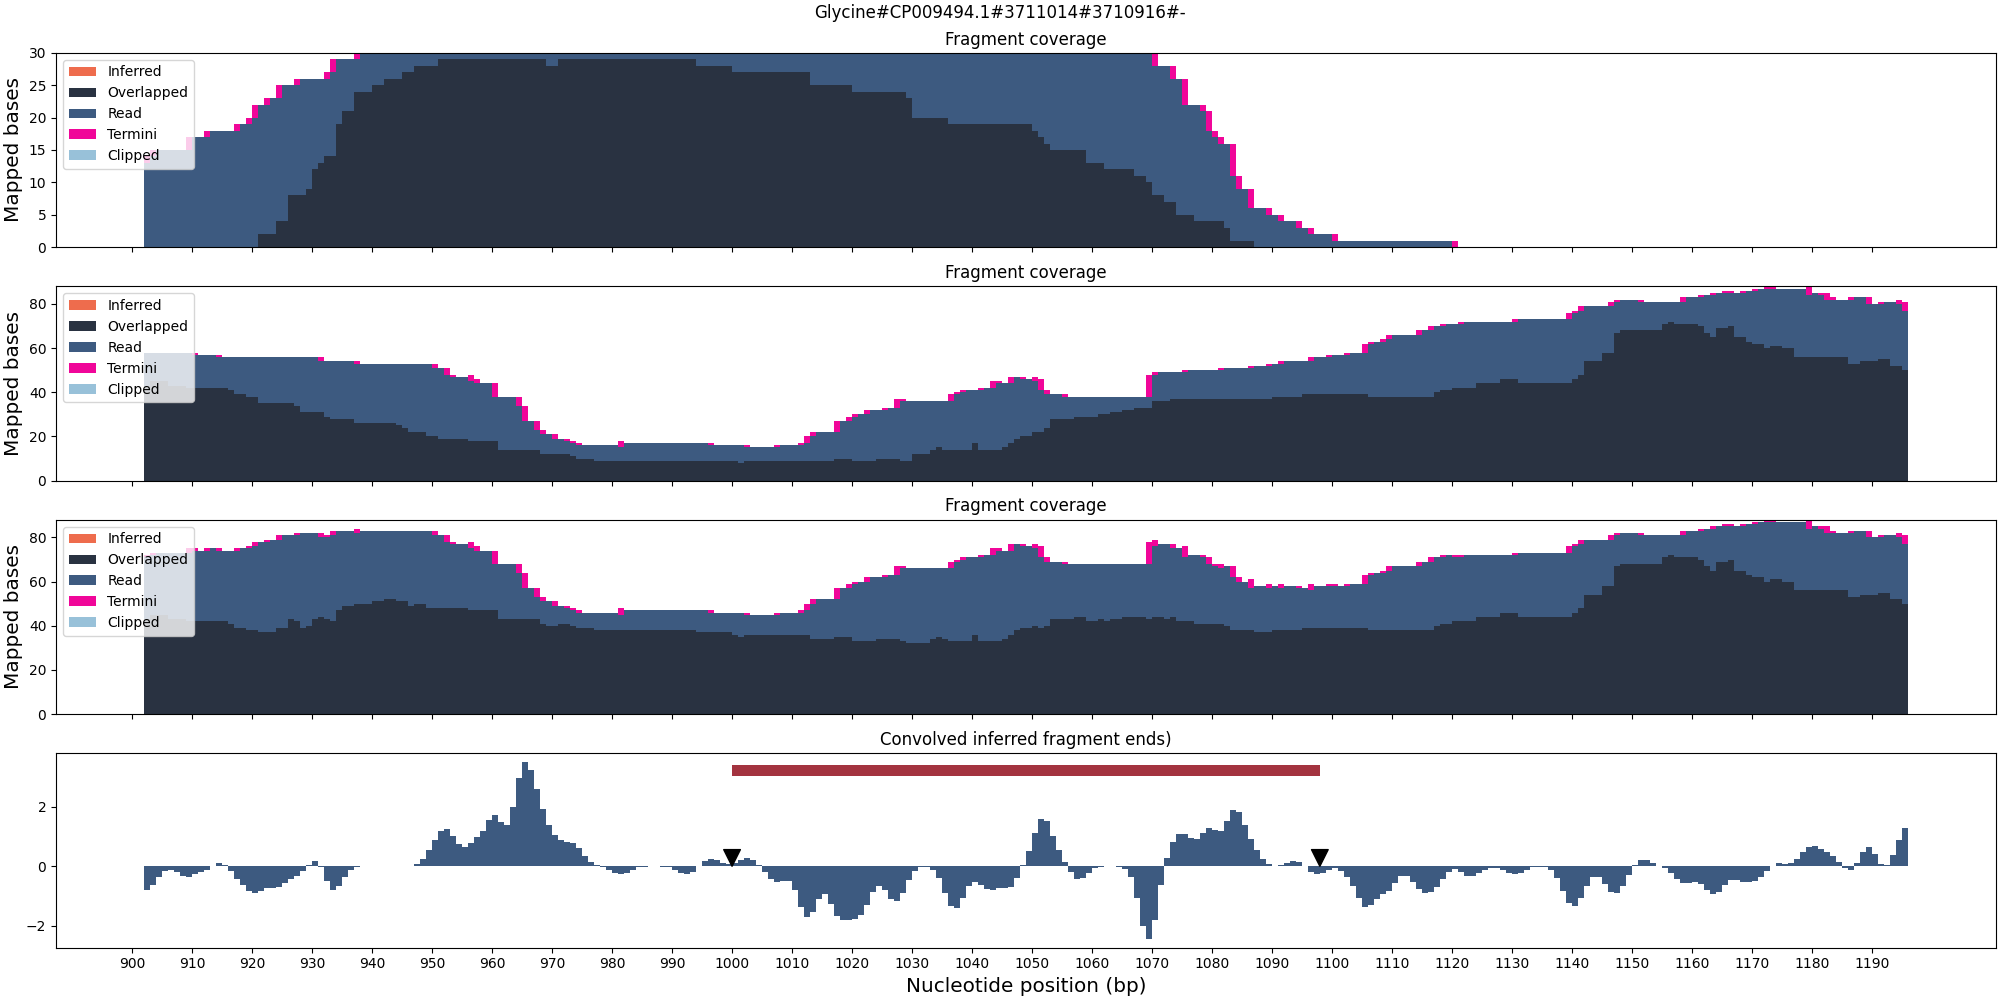 Glycine#CP009494.1#3711014#3710916#-
Fragment coverage
Mapped bases
30
25
20
15
10
5
0
Inferred
Overlapped
Read
Termini
Clipped
Fragment coverage
Mapped bases
80
60
40
20
0
Inferred
Overlapped
Read
Termini
Clipped
Fragment coverage
Mapped bases
80
60
40
20
0
Inferred
Overlapped
Read
Termini
Clipped
Convolved inferred fragment ends)
2
0
−2
900 910 920 930 940 950 960 970 980 990 1000 1010 1020 1030 1040 1050 1060 1070 1080 1090 1100 1110 1120 1130 1140 1150 1160 1170 1180 1190
Nucleotide position (bp)